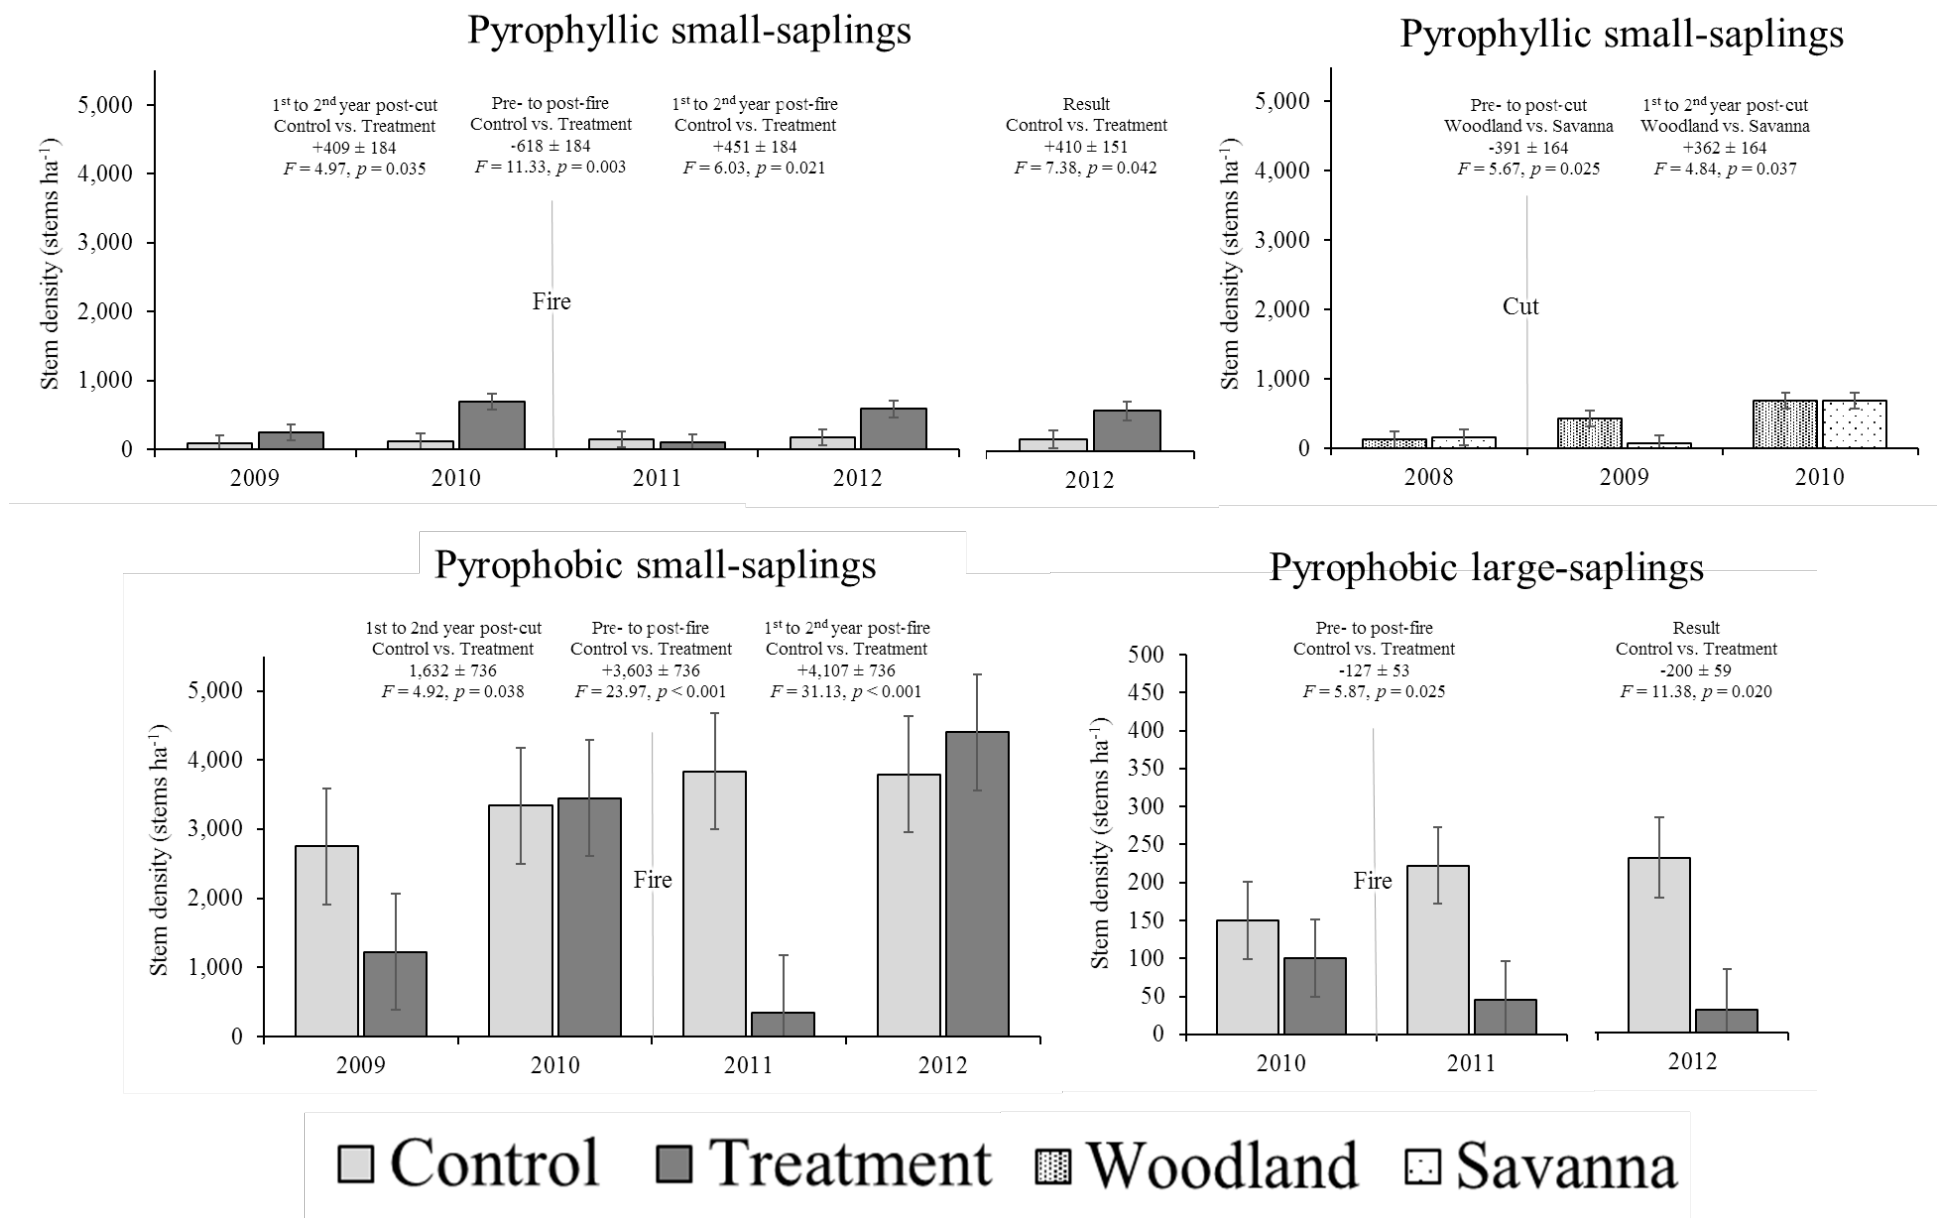 Pyrophyllic small-saplings
Stem density (stems ha-1)
5,000
4,000
3,000
2,000
1,000
0
1st to 2nd year post-cut
Control vs. Treatment
+409 ± 184
F = 4.97, p = 0.035
Pre- to post-fire
Control vs. Treatment
-618 ± 184
F = 11.33, p = 0.003
1st to 2nd year post-fire
Control vs. Treatment
+451 ± 184
F = 6.03, p = 0.021
Result
Control vs. Treatment
+410 ± 151
F = 7.38, p = 0.042
Fire
2009
2010
2011
2012
2012
Pyrophyllic small-saplings
Stem density (stems ha-1)
5,000
4,000
3,000
2,000
1,000
0
Pre- to post-cut
Woodland vs. Savanna
-391 ± 164
F = 5.67, p = 0.025
1st to 2nd year post-cut
Woodland vs. Savanna
+362 ± 164
F = 4.84, p = 0.037
Cut
2008
2009
2010
Pyrophobic small-saplings
Stem density (stems ha-1)
5,000
4,000
3,000
2,000
1,000
0
1st to 2nd year post-cut
Control vs. Treatment
1,632 ± 736
F = 4.92, p = 0.038
Pre- to post-fire
Control vs. Treatment
+3,603 ± 736
F = 23.97, p < 0.001
1st to 2nd year post-fire
Control vs. Treatment
+4,107 ± 736
F = 31.13, p < 0.001
Fire
2009
2010
2011
2012
Pyrophobic large-saplings
Stem density (stems ha-1)
500
450
400
350
300
250
200
150
100
50
0
Pre- to post-fire
Control vs. Treatment
-127 ± 53
F = 5.87, p = 0.025
Result
Control vs. Treatment
-200 ± 59
F = 11.38, p = 0.020
Fire
2010
2011
2012
Control
Treatment
Woodland
Savanna